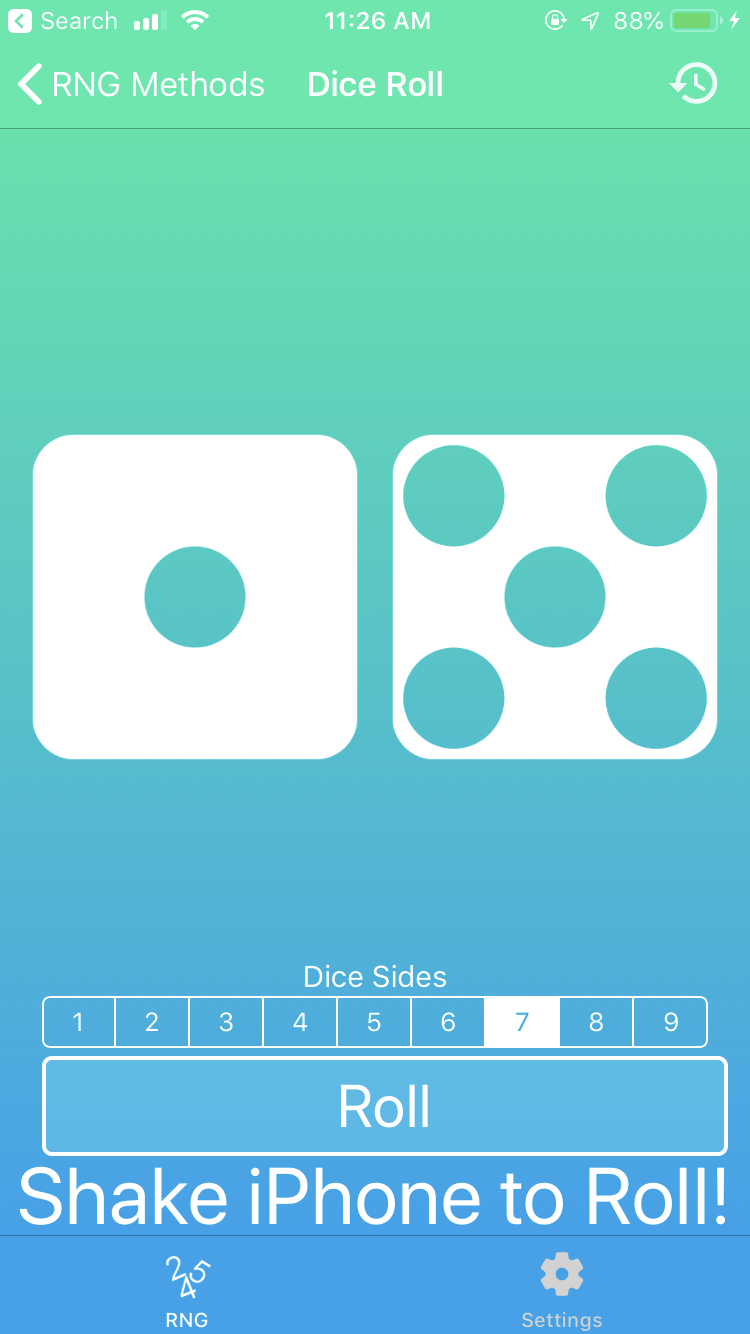 Search 11:26 AM 88%
RNG Methods Dice Roll
Dice Sides
1 2 3 4 5 6 7 8 9
Roll
Shake iPhone to Roll!
245
RNG Settings